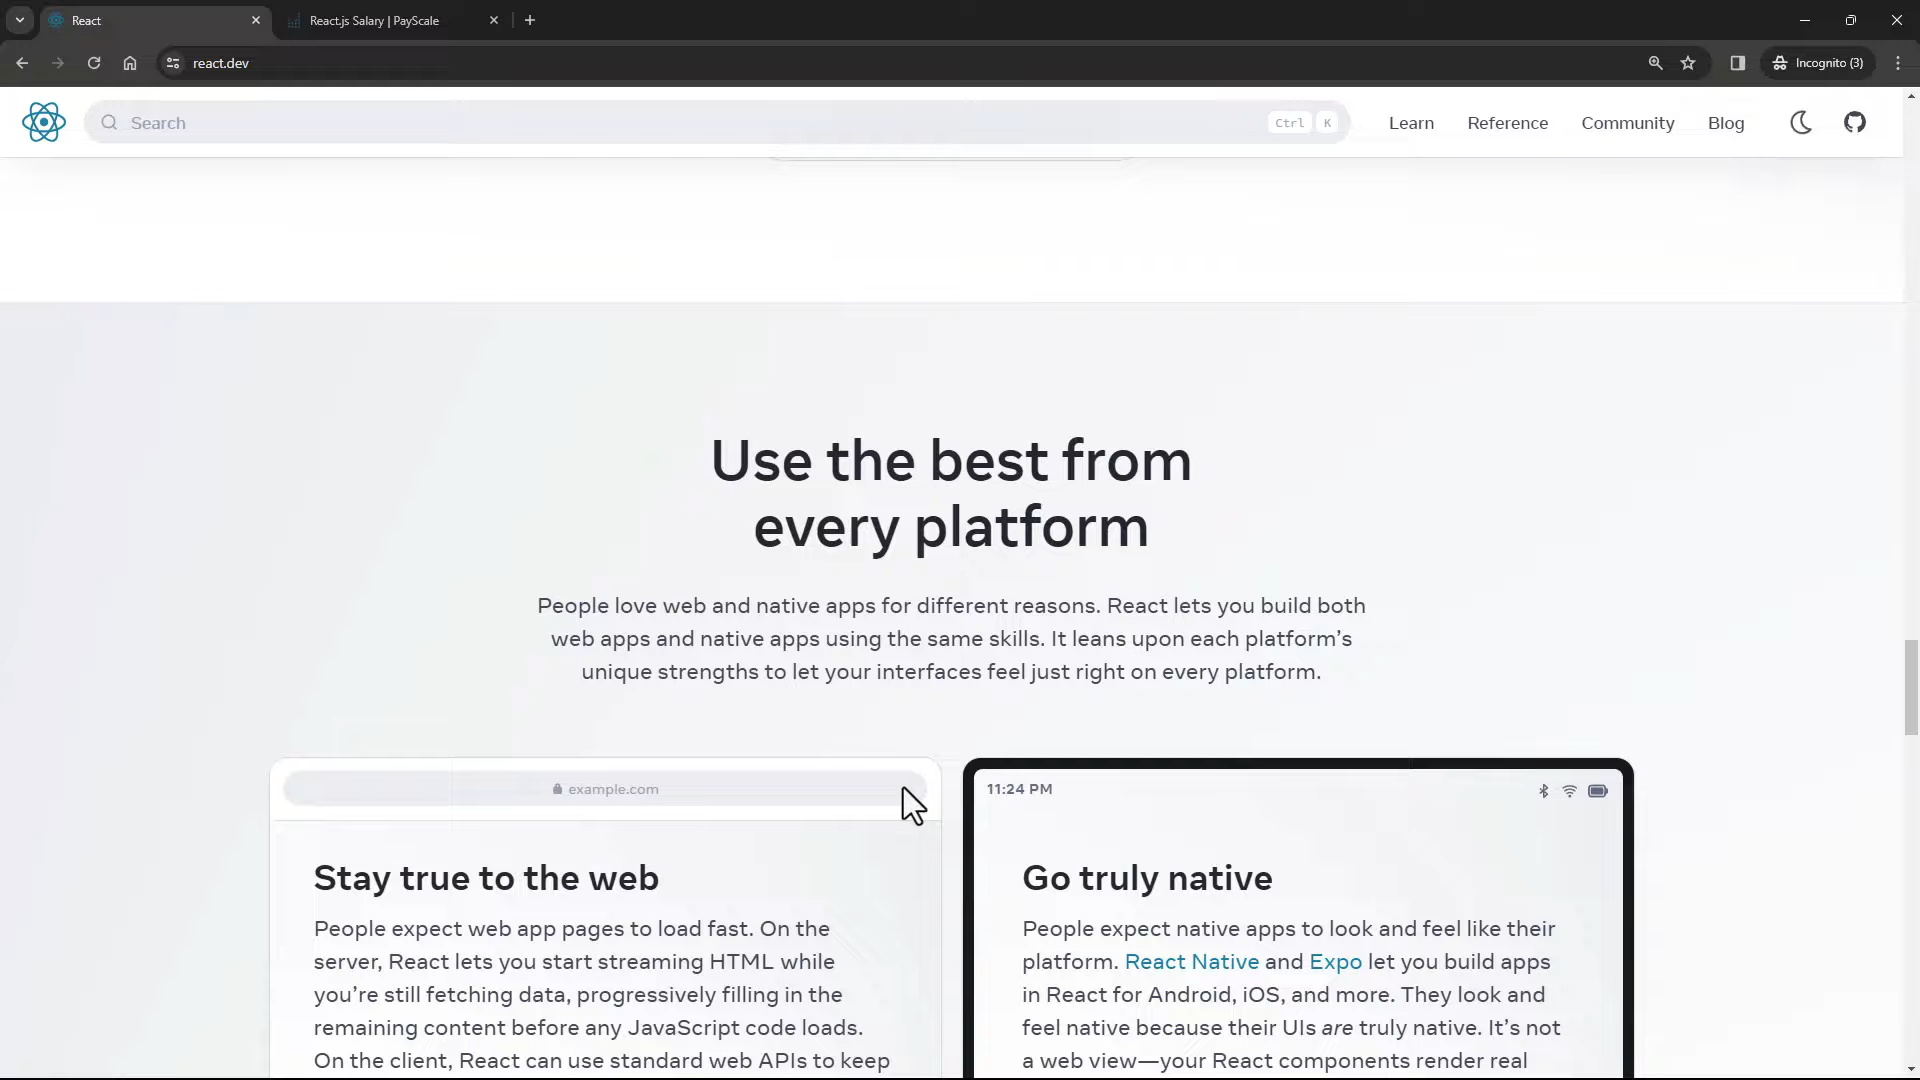 React
React.js Salary | PayScale
react.dev
Incognito (3)
Search
Ctrl K
Learn
Reference
Community
Blog
Use the best from
every platform
People love web and native apps for different reasons. React lets you build both
web apps and native apps using the same skills. It leans upon each platform’s
unique strengths to let your interfaces feel just right on every platform.
example.com
Stay true to the web
People expect web app pages to load fast. On the
server, React lets you start streaming HTML while
you’re still fetching data, progressively filling in the
remaining content before any JavaScript code loads.
On the client, React can use standard web APIs to keep
11:24 PM
Go truly native
People expect native apps to look and feel like their
platform. React Native and Expo let you build apps
in React for Android, iOS, and more. They look and
feel native because their UIs are truly native. It’s not
a web view—your React components render real